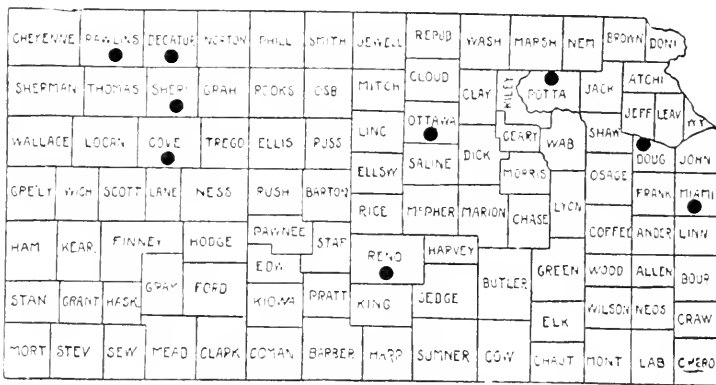 CHEYENNE RAWLINS DECATUR NORTON PHILL SMITH JEWELL REPUB WASH MARSH NEM BROWN DONI
SHERMAN THOMAS SHERI GRAH ROOKS OSB MITCH CLOUD CLAY RILEY POTTA JACK ATCHI
JEFF LEAV WY
WALLACE LOGAN GOVE TREGO ELLIS RUSS LINC OTTAWA GEARY WAB SHAW
SALINE DICK DOUG JOHN
GREELY WICH SCOTT LANE NESS RUSH BARTON ELLSW MORRIS OSAGE FRANK MIAMI
RICE MCPHER MARION CHASE LYON
HAM KEAR. FINNEY HODGE PAWNEE STAF RENO HARVEY COFFEE ANDER LINN
EDW
GRAY FORD BUTLER GREEN WOOD ALLEN BOUR
STAN GRANT HASK KIOWA PRATT KING SEDGE WILSON NEOS CRAW
ELK
MORT STEV SEW MEAD CLARK COMAN BARBER HARP SUMNER COW CHAUT MONT LAB CHERO